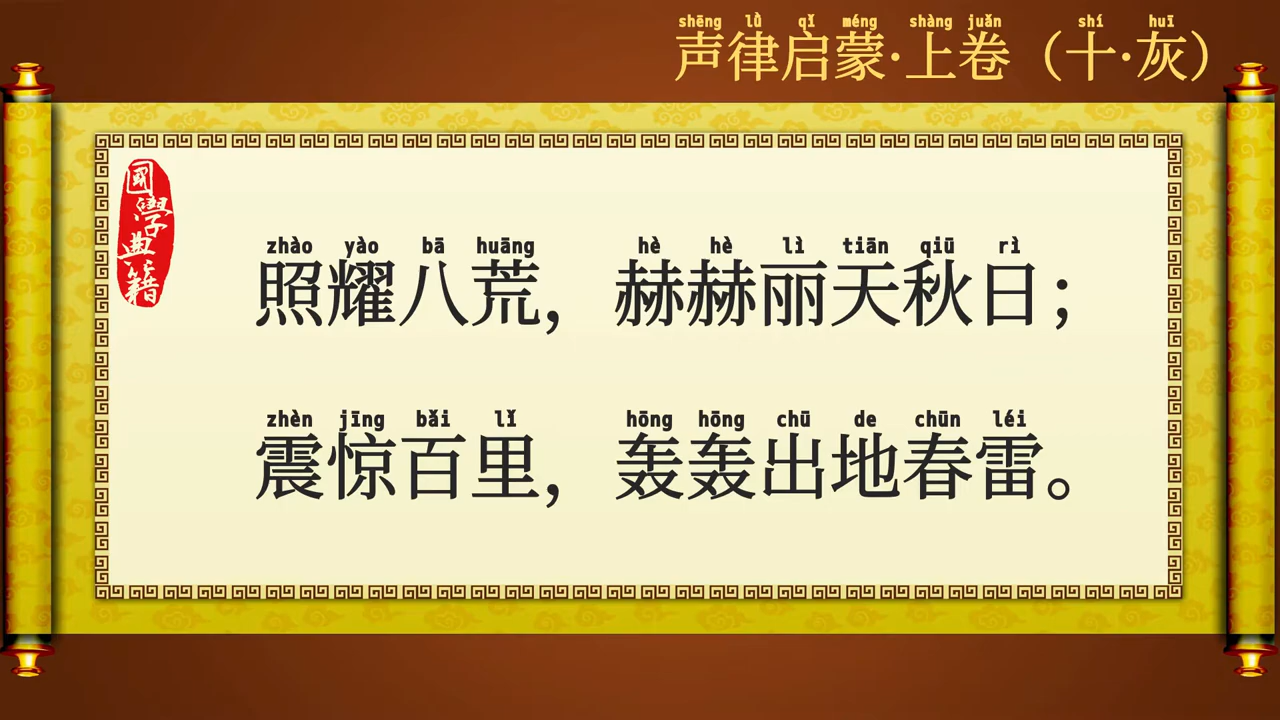 shēng lǜ qǐ méng shàng juǎn shí huī
声律启蒙·上卷（十·灰）
國學典籍
zhào yào bā huāng hè hè lì tiān qiū rì
照耀八荒，赫赫丽天秋日；
zhèn jīng bǎi lǐ hōng hōng chū de chūn léi
震惊百里，轰轰出地春雷。